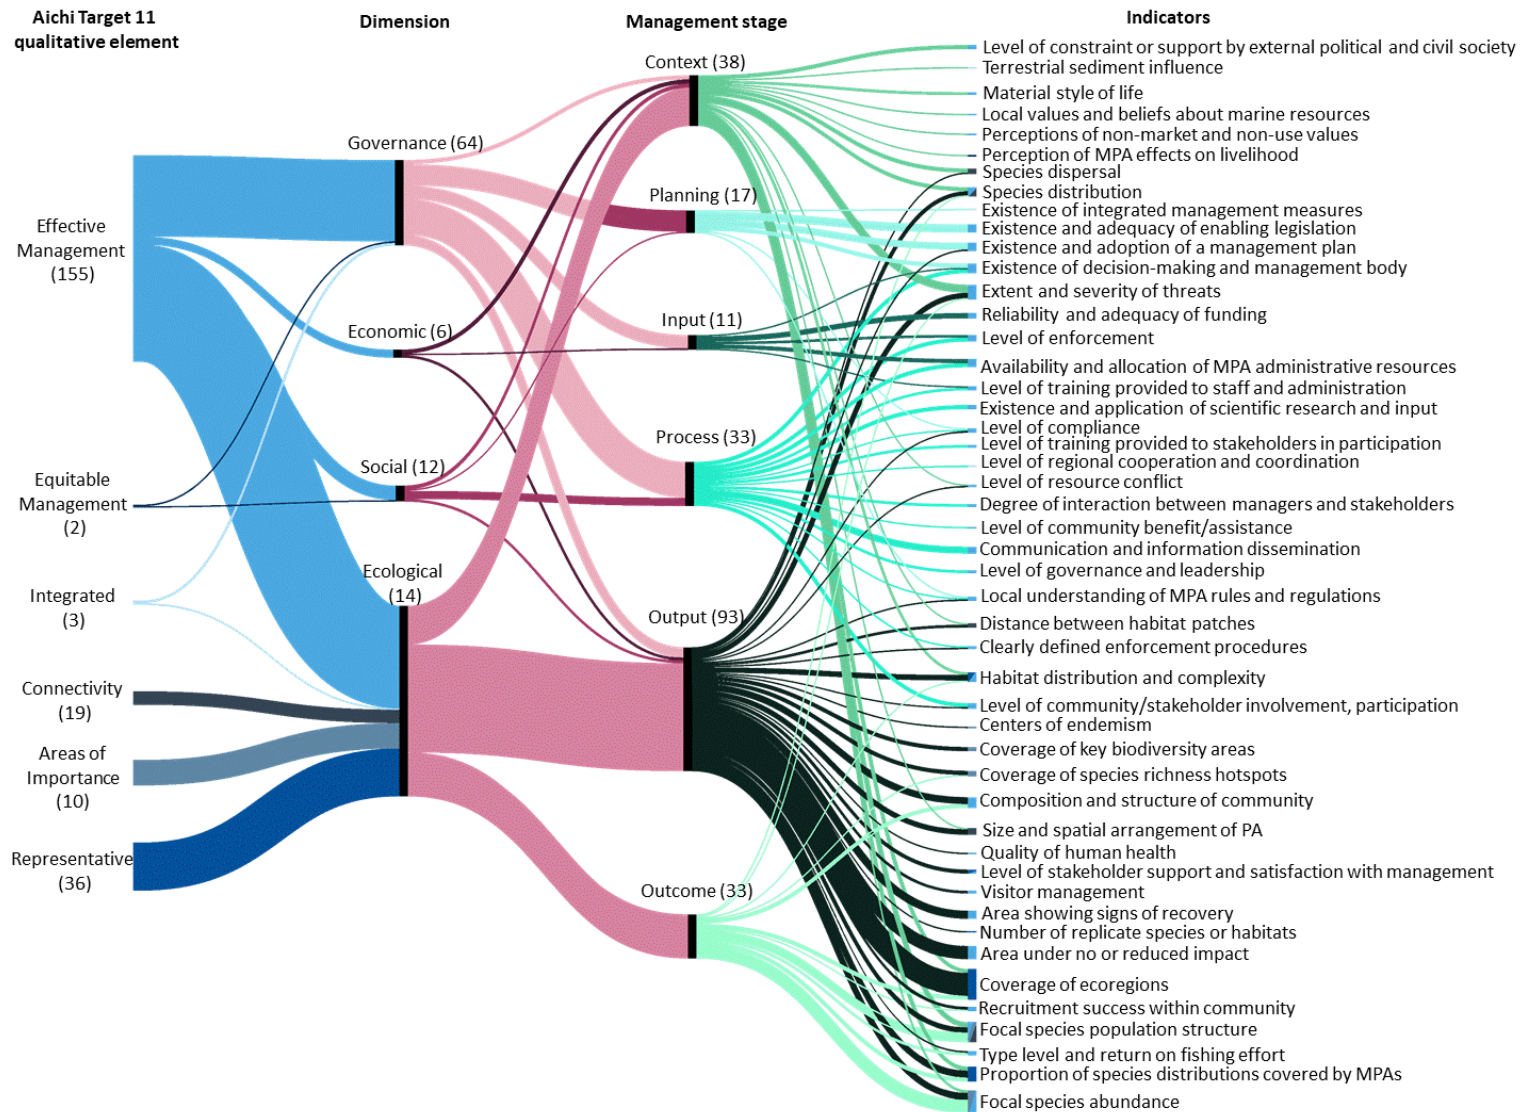 Aichi Target 11
qualitative element
Dimension
Management stage
Indicators
Effective
Management
(155)
Equitable
Management
(2)
Integrated
(3)
Connectivity
(19)
Areas of
Importance
(10)
Representative
(36)
Governance (64)
Economic (6)
Social (12)
Ecological
(14)
Context (38)
Planning (17)
Input (11)
Process (33)
Output (93)
Outcome (33)
Level of constraint or support by external political and civil society
Terrestrial sediment influence
Material style of life
Local values and beliefs about marine resources
Perceptions of non-market and non-use values
Perception of MPA effects on livelihood
Species dispersal
Species distribution
Existence of integrated management measures
Existence and adequacy of enabling legislation
Existence and adoption of a management plan
Existence of decision-making and management body
Extent and severity of threats
Reliability and adequacy of funding
Level of enforcement
Availability and allocation of MPA administrative resources
Level of training provided to staff and administration
Existence and application of scientific research and input
Level of compliance
Level of training provided to stakeholders in participation
Level of regional cooperation and coordination
Level of resource conflict
Degree of interaction between managers and stakeholders
Level of community benefit/assistance
Communication and information dissemination
Level of governance and leadership
Local understanding of MPA rules and regulations
Distance between habitat patches
Clearly defined enforcement procedures
Habitat distribution and complexity
Level of community/stakeholder involvement, participation
Centers of endemism
Coverage of key biodiversity areas
Coverage of species richness hotspots
Composition and structure of community
Size and spatial arrangement of PA
Quality of human health
Level of stakeholder support and satisfaction with management
Visitor management
Area showing signs of recovery
Number of replicate species or habitats
Area under no or reduced impact
Coverage of ecoregions
Recruitment success within community
Focal species population structure
Type level and return on fishing effort
Proportion of species distributions covered by MPAs
Focal species abundance